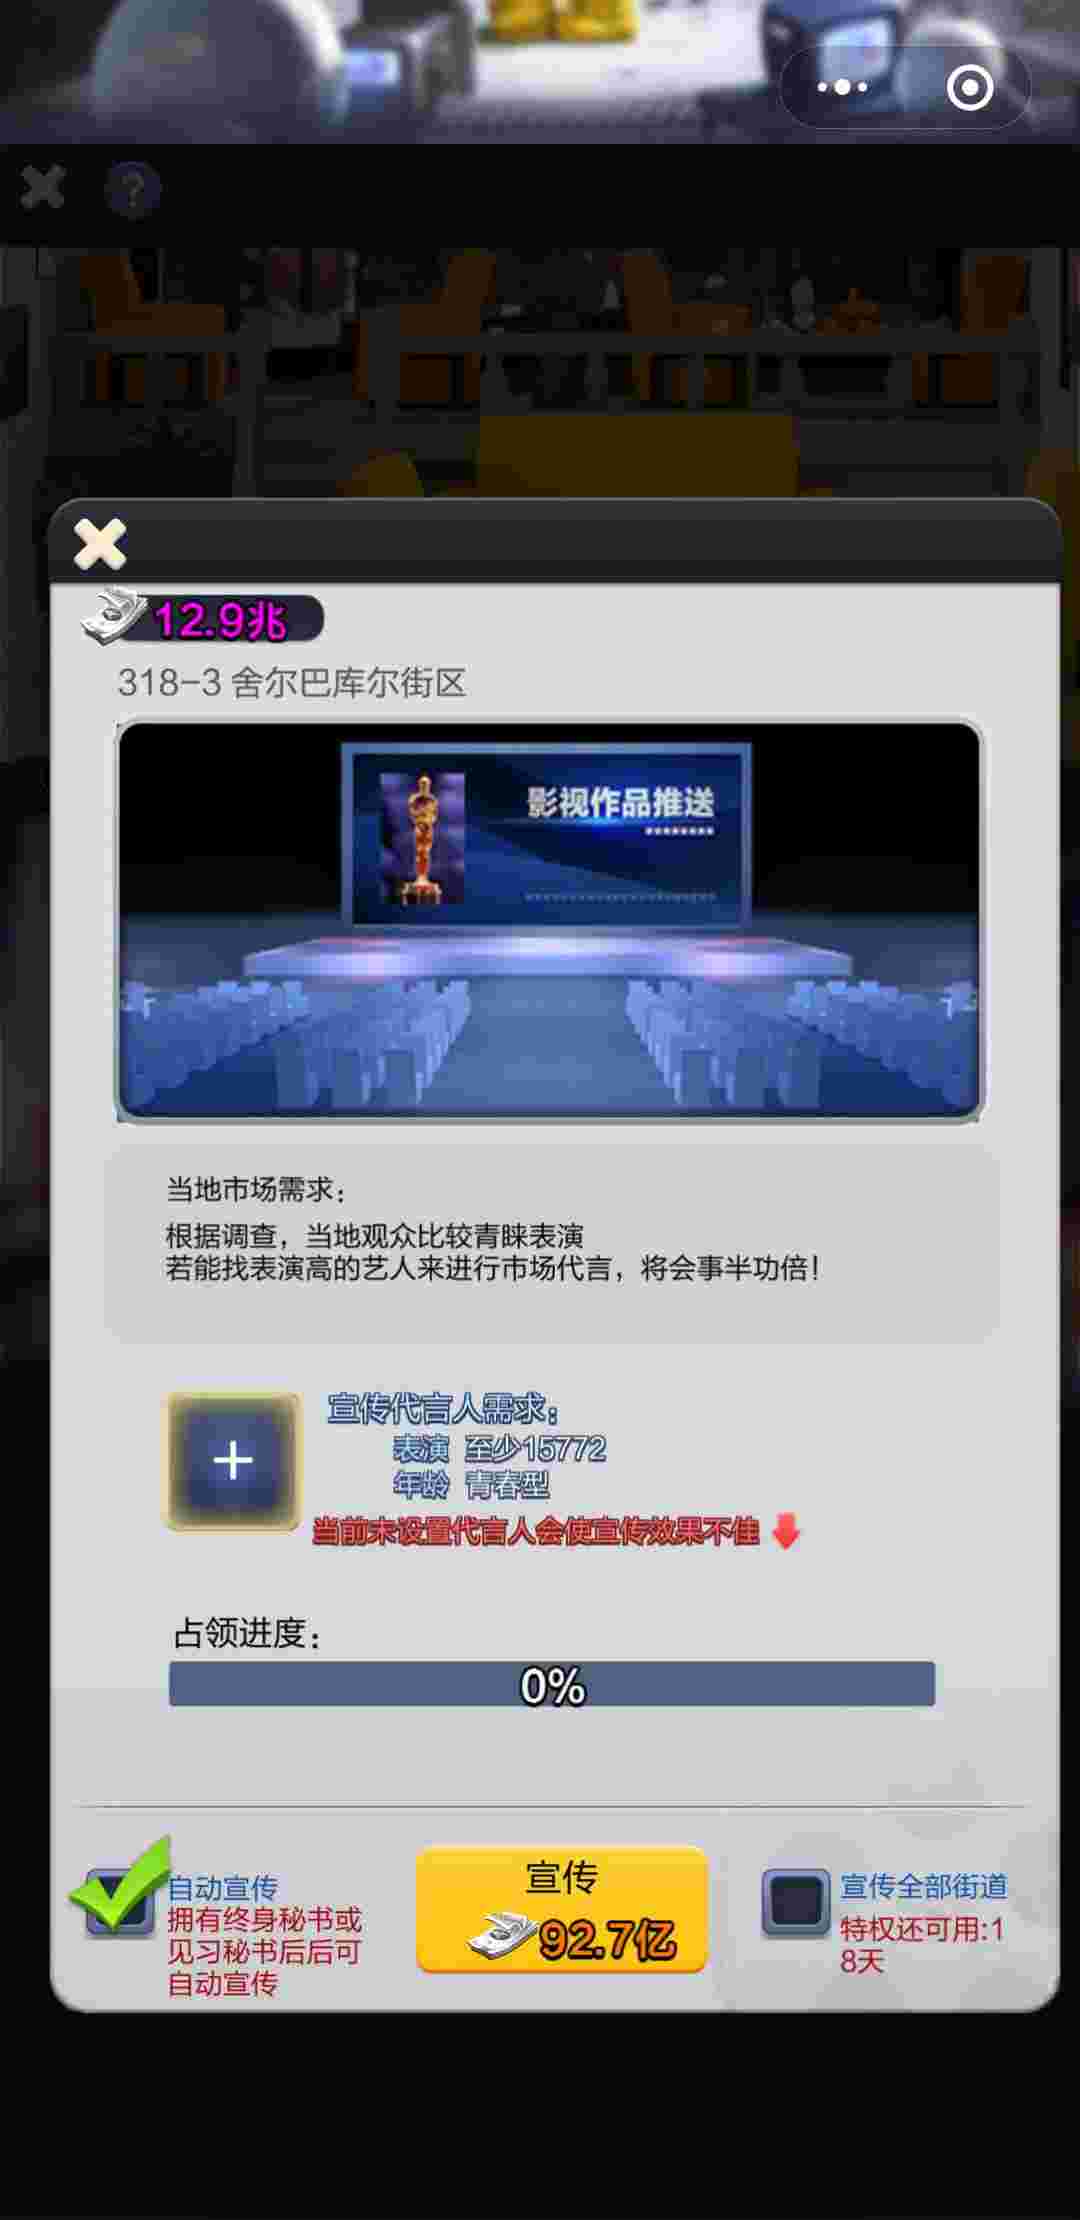 ?
12.9兆
318-3 舍尔巴库尔街区
影视作品推送
当地市场需求：
根据调查，当地观众比较青睐表演
若能找表演高的艺人来进行市场代言，将会事半功倍！
宣传代言人需求：
表演 至少15772
年龄 青春型
当前未设置代言人会使宣传效果不佳
占领进度：
0%
自动宣传
拥有终身秘书或
见习秘书后后可
自动宣传
宣传
92.7亿
宣传全部街道
特权还可用:1
8天